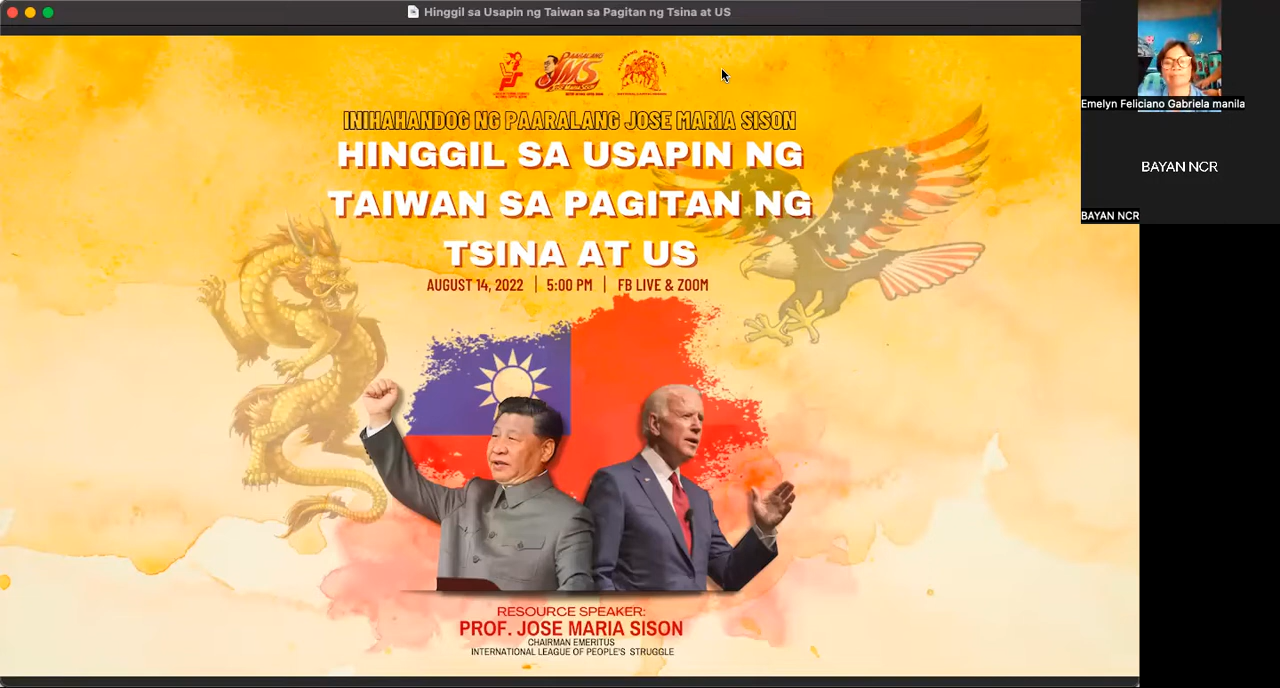 Hinggil sa Usapin ng Taiwan sa Pagitan ng Tsina at US
PAARALANG
JMS
INIHAHANDOG NG PAARALANG JOSE MARIA SISON
HINGGIL SA USAPIN NG
TAIWAN SA PAGITAN NG
TSINA AT US
AUGUST 14, 2022 | 5:00 PM | FB LIVE & ZOOM
RESOURCE SPEAKER:
PROF. JOSE MARIA SISON
CHAIRMAN EMERITUS
INTERNATIONAL LEAGUE OF PEOPLE'S STRUGGLE
Emelyn Feliciano Gabriela manila
BAYAN NCR
BAYAN NCR